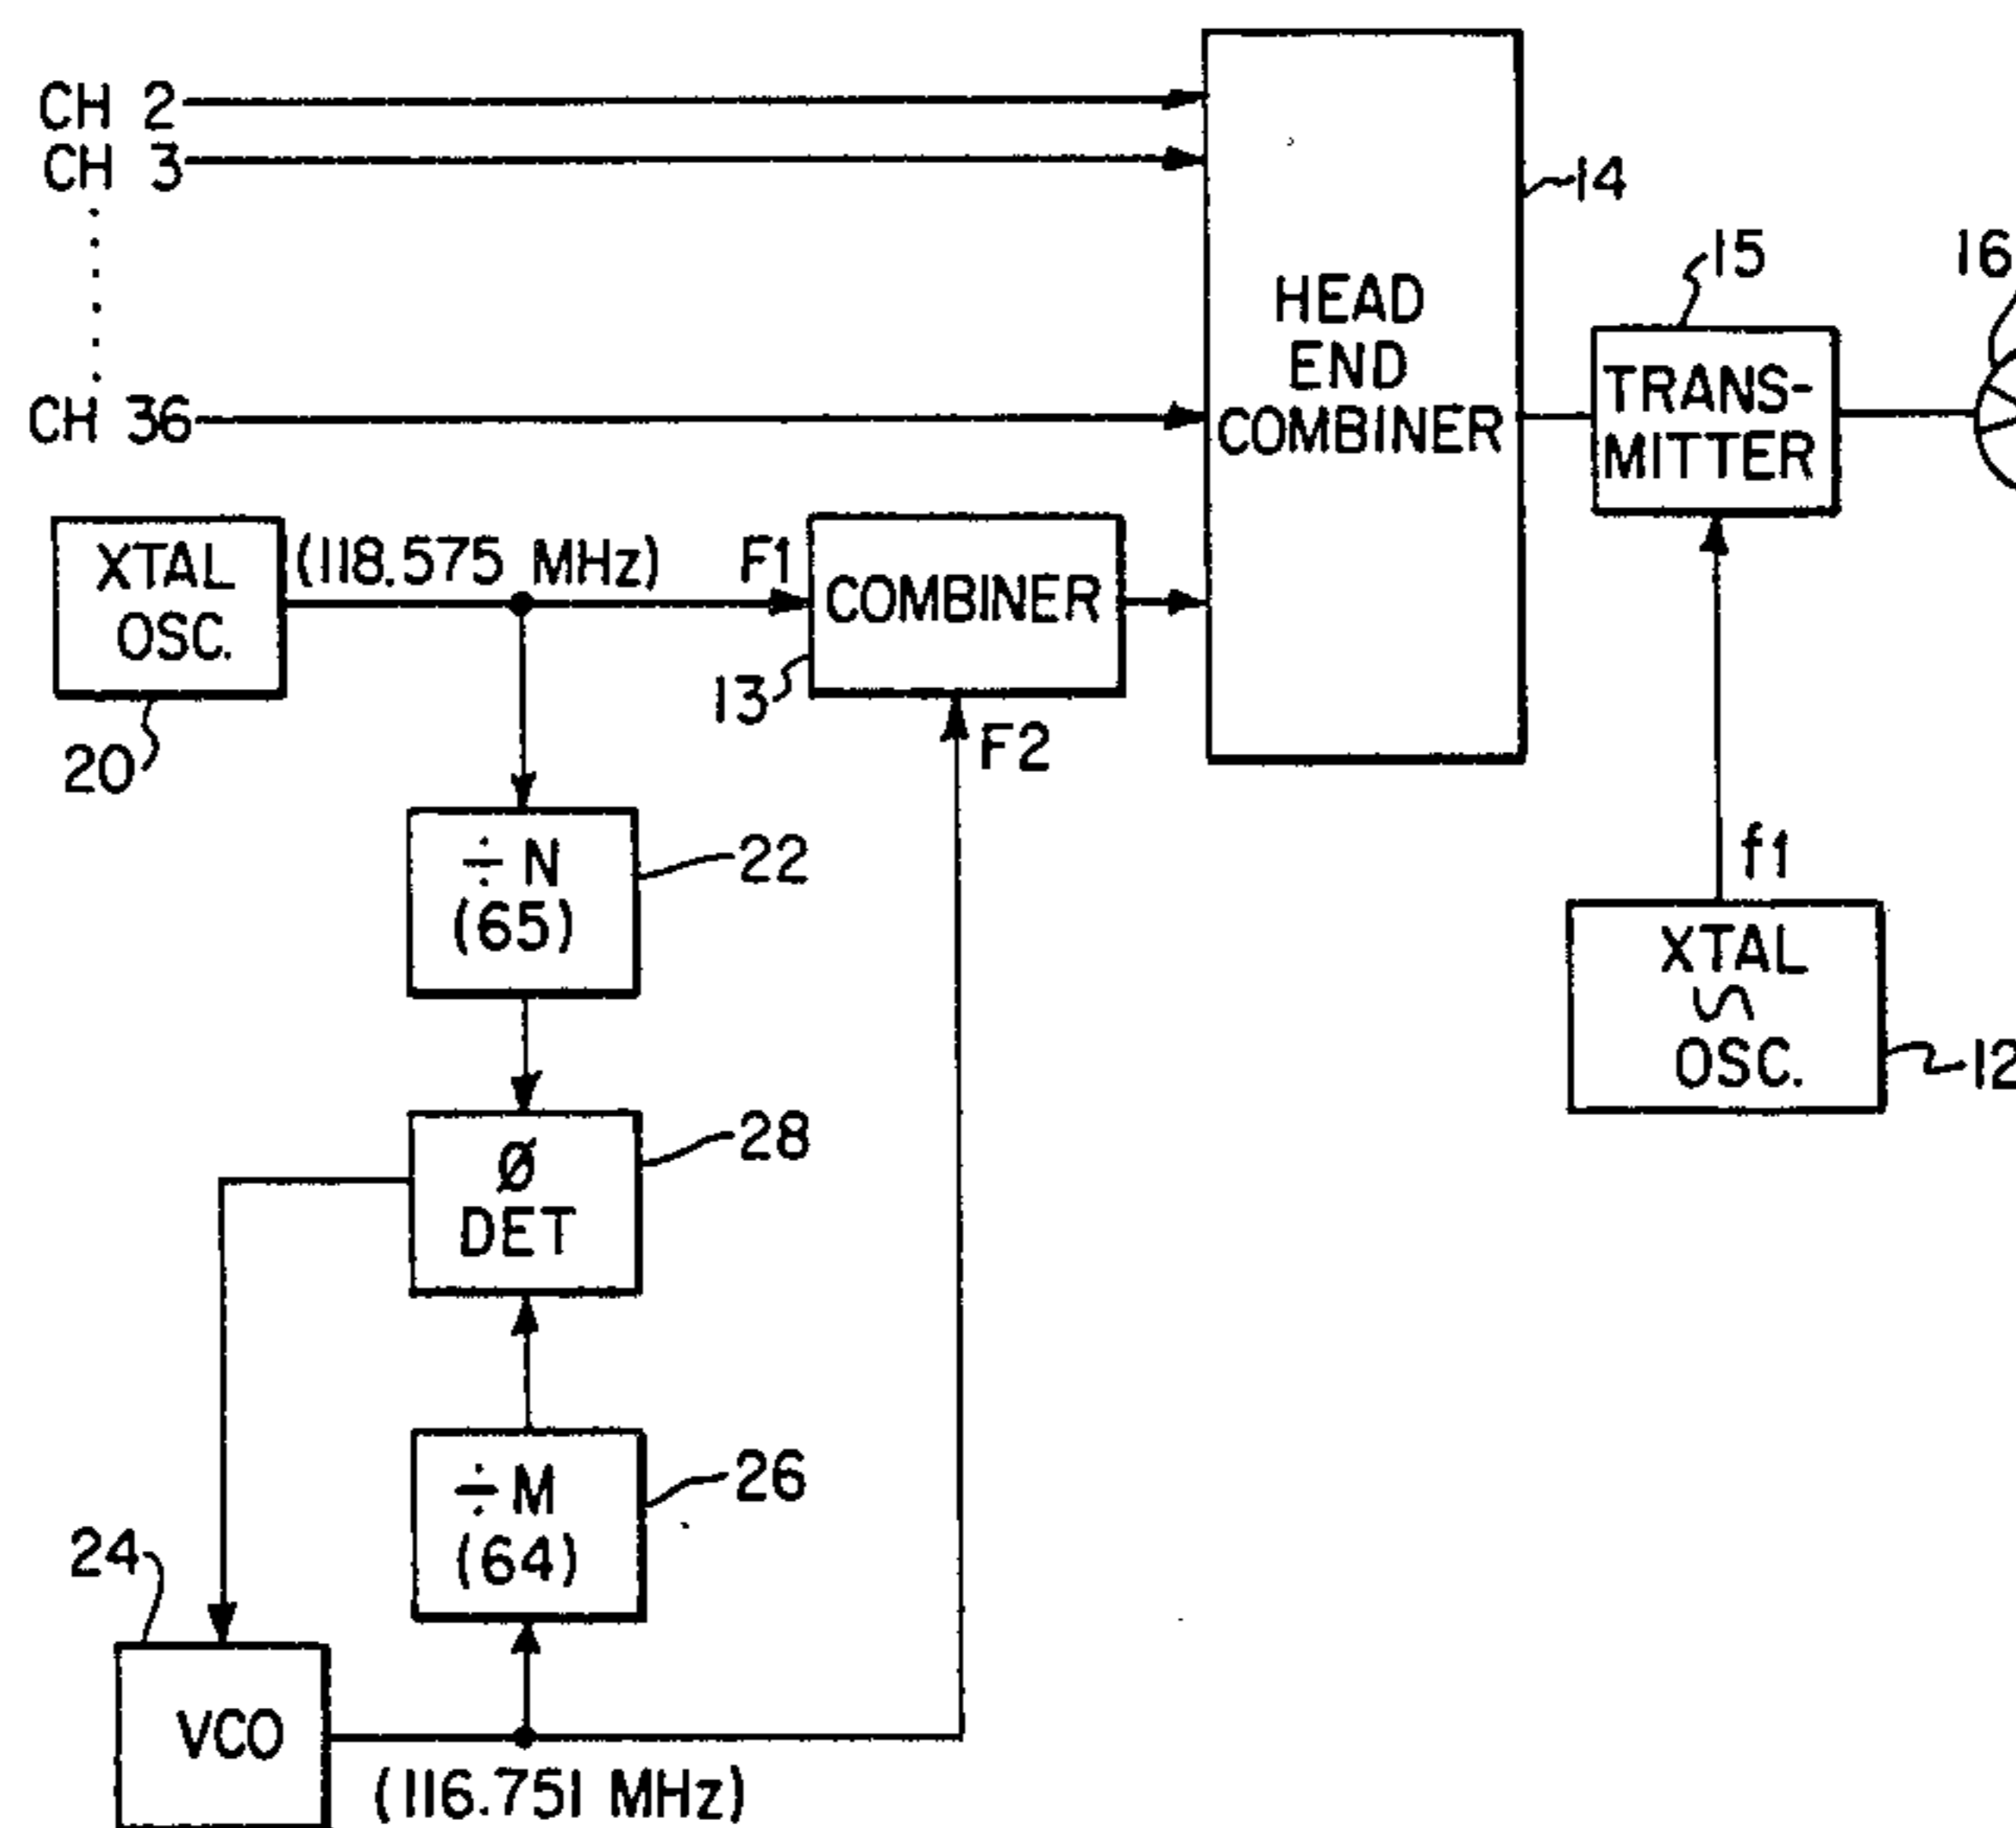 CH 2
CH 3
CH 36
HEAD
END
COMBINER
14
15
16
TRANS-
MITTER
XTAL
OSC.
20
(118.575 MHz)
F1
COMBINER
13
F2
÷ N
(65)
22
f1
XTAL
OSC.
12
Ø
DET
28
÷ M
(64)
26
24
VCO
(116.751 MHz)